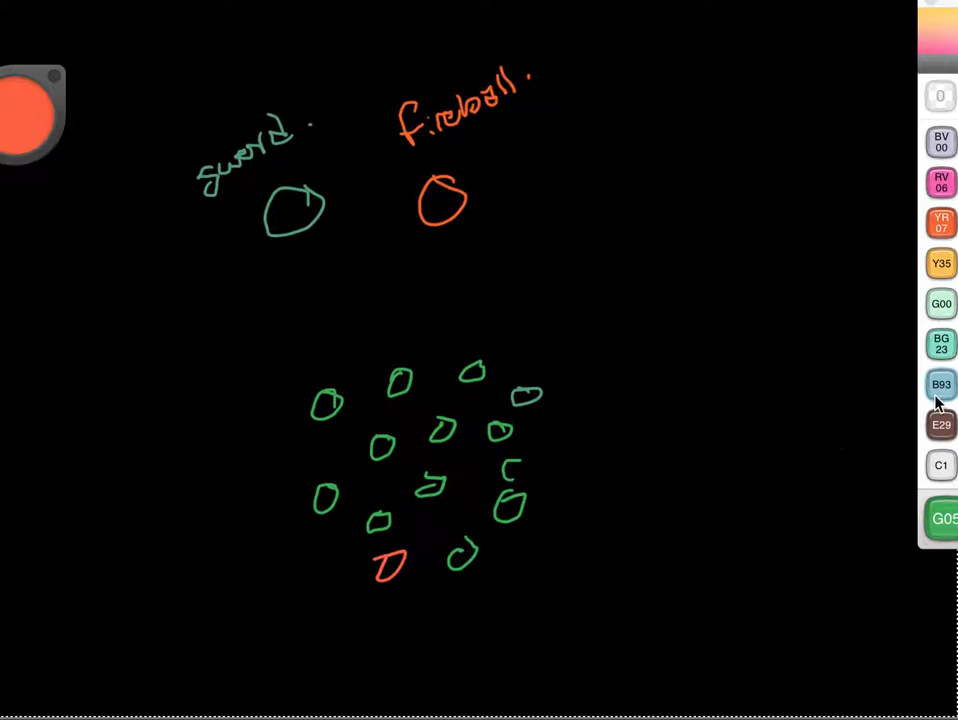 sword.
fireball.
0
BV
00
RV
06
YR
07
Y35
G00
BG
23
B93
E29
C1
G05